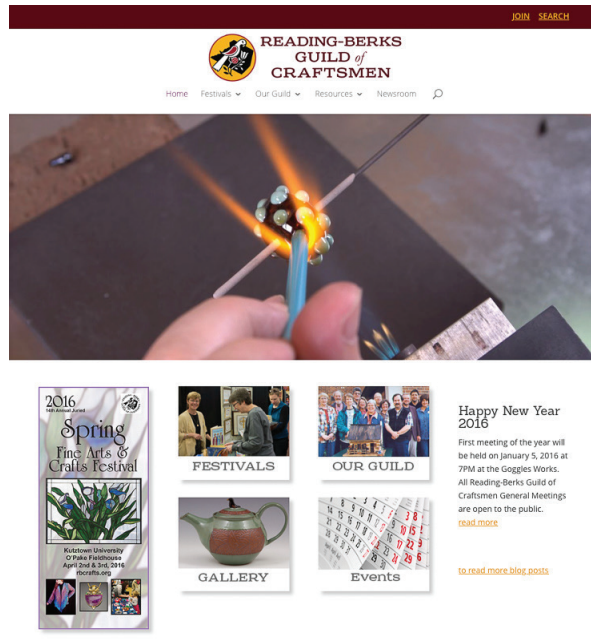 JOIN SEARCH
READING-BERKS
GUILD of
CRAFTSMEN
Home Festivals Our Guild Resources Newsroom
2016
14th Annual Juried
Spring
Fine Arts &
Crafts Festival
Kutztown University
O'Pake Fieldhouse
April 2nd & 3rd, 2016
rbcrafts.org
FESTIVALS
OUR GUILD
GALLERY
Events
Happy New Year
2016
First meeting of the year will
be held on January 5, 2016 at
7PM at the Goggles Works.
All Reading-Berks Guild of
Craftsmen General Meetings
are open to the public.
read more
to read more blog posts